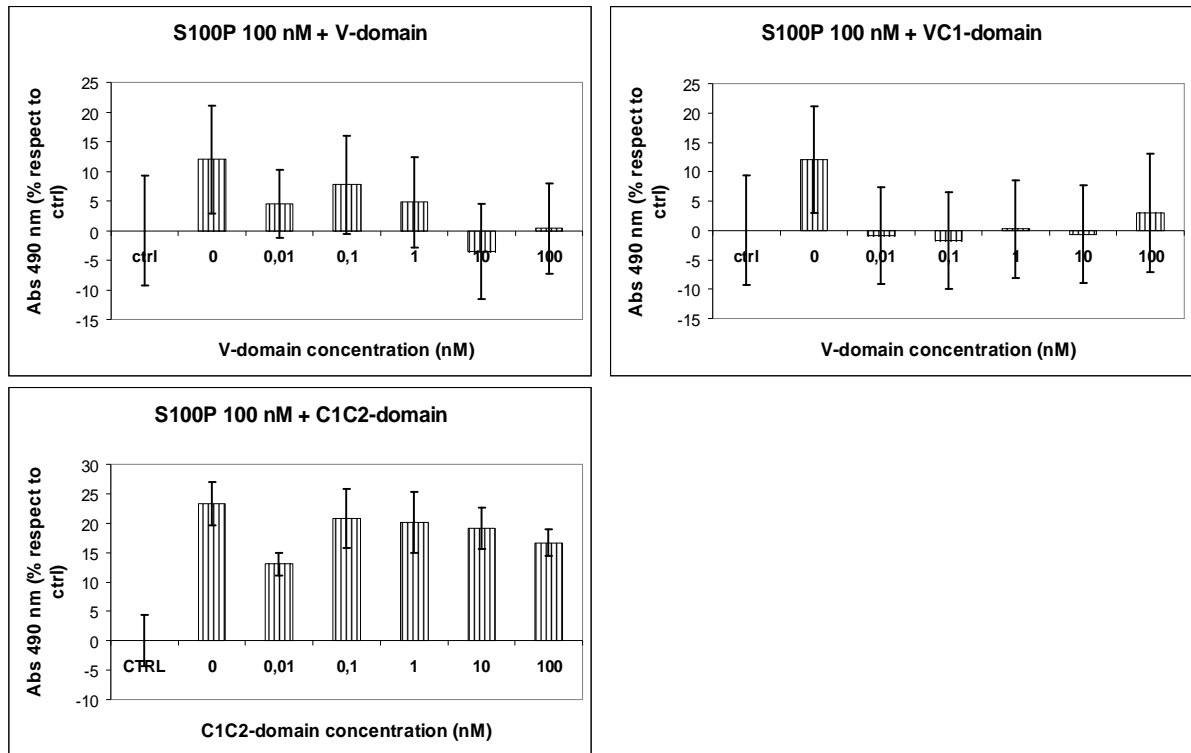 S100P 100 nM + V-domain
Abs 490 nm (% respect to
ctrl)
25
20
15
10
5
0
-5
-10
-15
ctrl 0 0,01 0,1 1 10 100
V-domain concentration (nM)
S100P 100 nM + VC1-domain
Abs 490 nm (% respect to
ctrl)
25
20
15
10
5
0
-5
-10
-15
ctrl 0 0,01 0,1 1 10 100
V-domain concentration (nM)
S100P 100 nM + C1C2-domain
Abs 490 nm (% respect to
ctrl)
30
25
20
15
10
5
0
-5
-10
CTRL 0 0,01 0,1 1 10 100
C1C2-domain concentration (nM)